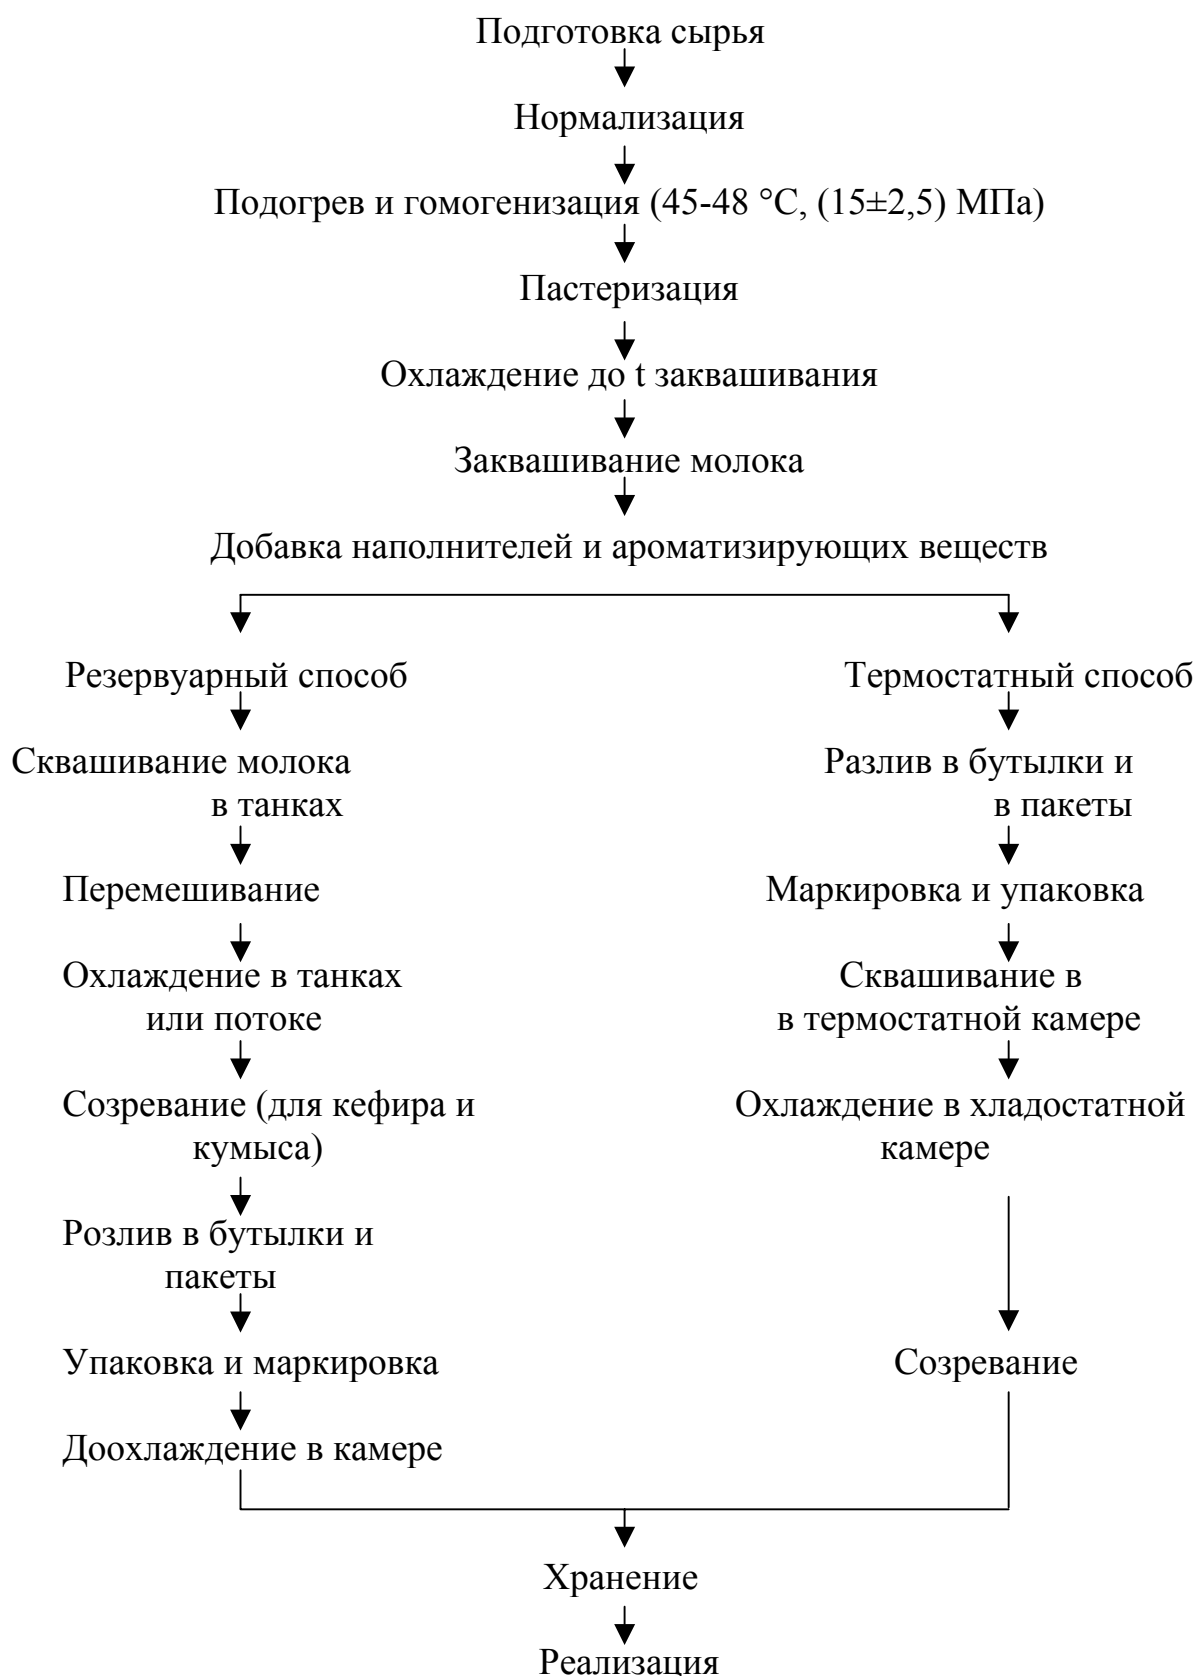 Подготовка сырья
Нормализация
Подогрев и гомогенизация (45-48 °С, (15±2,5) МПа)
Пастеризация
Охлаждение до t заквашивания
Заквашивание молока
Добавка наполнителей и ароматизирующих веществ
Резервуарный способ
Сквашивание молока
в танках
Перемешивание
Охлаждение в танках
или потоке
Созревание (для кефира и
кумыса)
Розлив в бутылки и
пакеты
Упаковка и маркировка
Доохлаждение в камере
Термостатный способ
Разлив в бутылки и
в пакеты
Маркировка и упаковка
Сквашивание в
в термостатной камере
Охлаждение в хладостатной
камере
Созревание
Хранение
Реализация